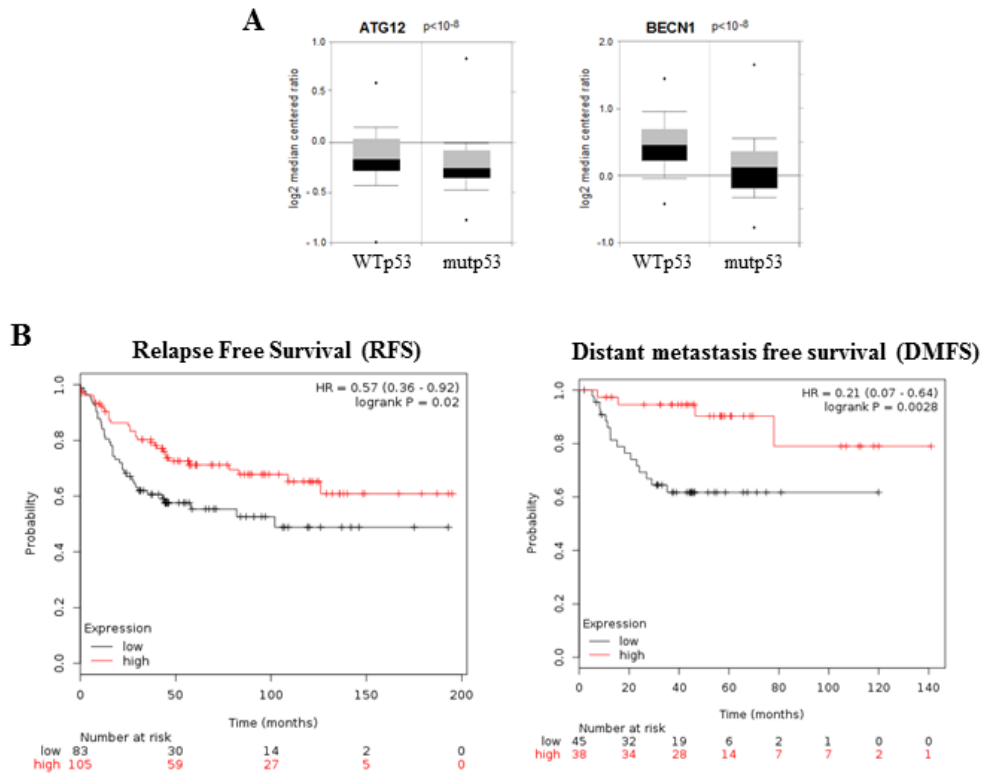 A
ATG12 p<10-8
BECN1 p<10-8
log2 median centered ratio
1.0
0.5
0.0
- 0.5
- 1.0
WTp53 mutp53
log2 median centered ratio
2.0
1.0
0.0
-1.0
WTp53 mutp53
B
Relapse Free Survival (RFS)
HR = 0.57 (0.36 - 0.92)
logrank P = 0.02
Probability
1.0
0.8
0.6
0.4
0.2
0.0
Expression
low
high
0 50 100 150 200
Time (months)
Number at risk
low 83 30 14 2 0
high 105 59 27 5 0
Distant metastasis free survival (DMFS)
HR = 0.21 (0.07 - 0.64)
logrank P = 0.0028
Probability
1.0
0.8
0.6
0.4
0.2
0.0
Expression
low
high
0 20 40 60 80 100 120 140
Time (months)
Number at risk
low 45 32 19 6 2 1 0 0
high 38 34 28 14 7 7 2 1